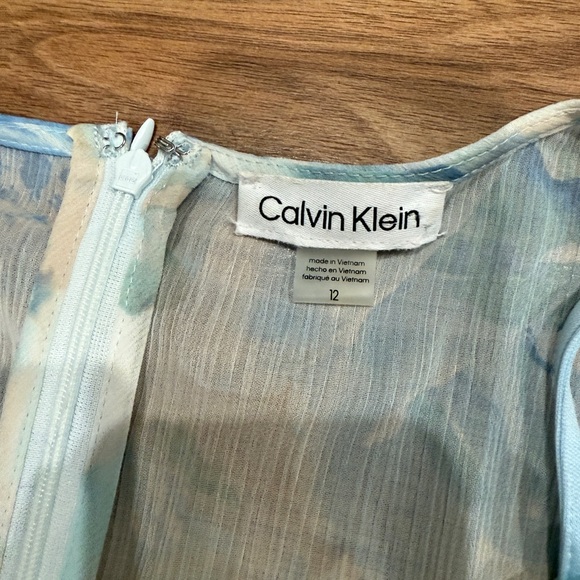 Calvin Klein
made in Vietnam
hecho en Vietnam
fabriqué au Vietnam
12